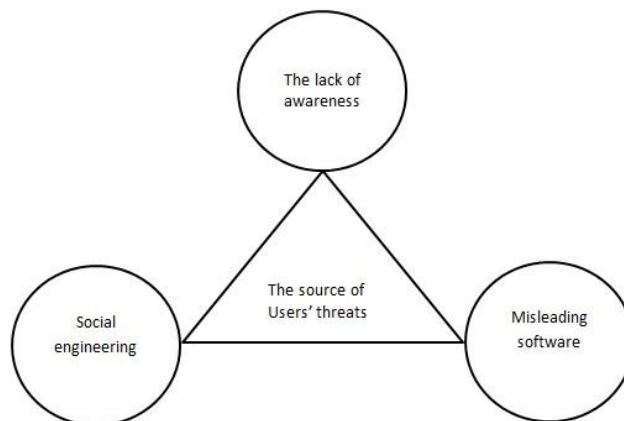 The lack of
awareness
The source of
Users’ threats
Social
engineering
Misleading
software